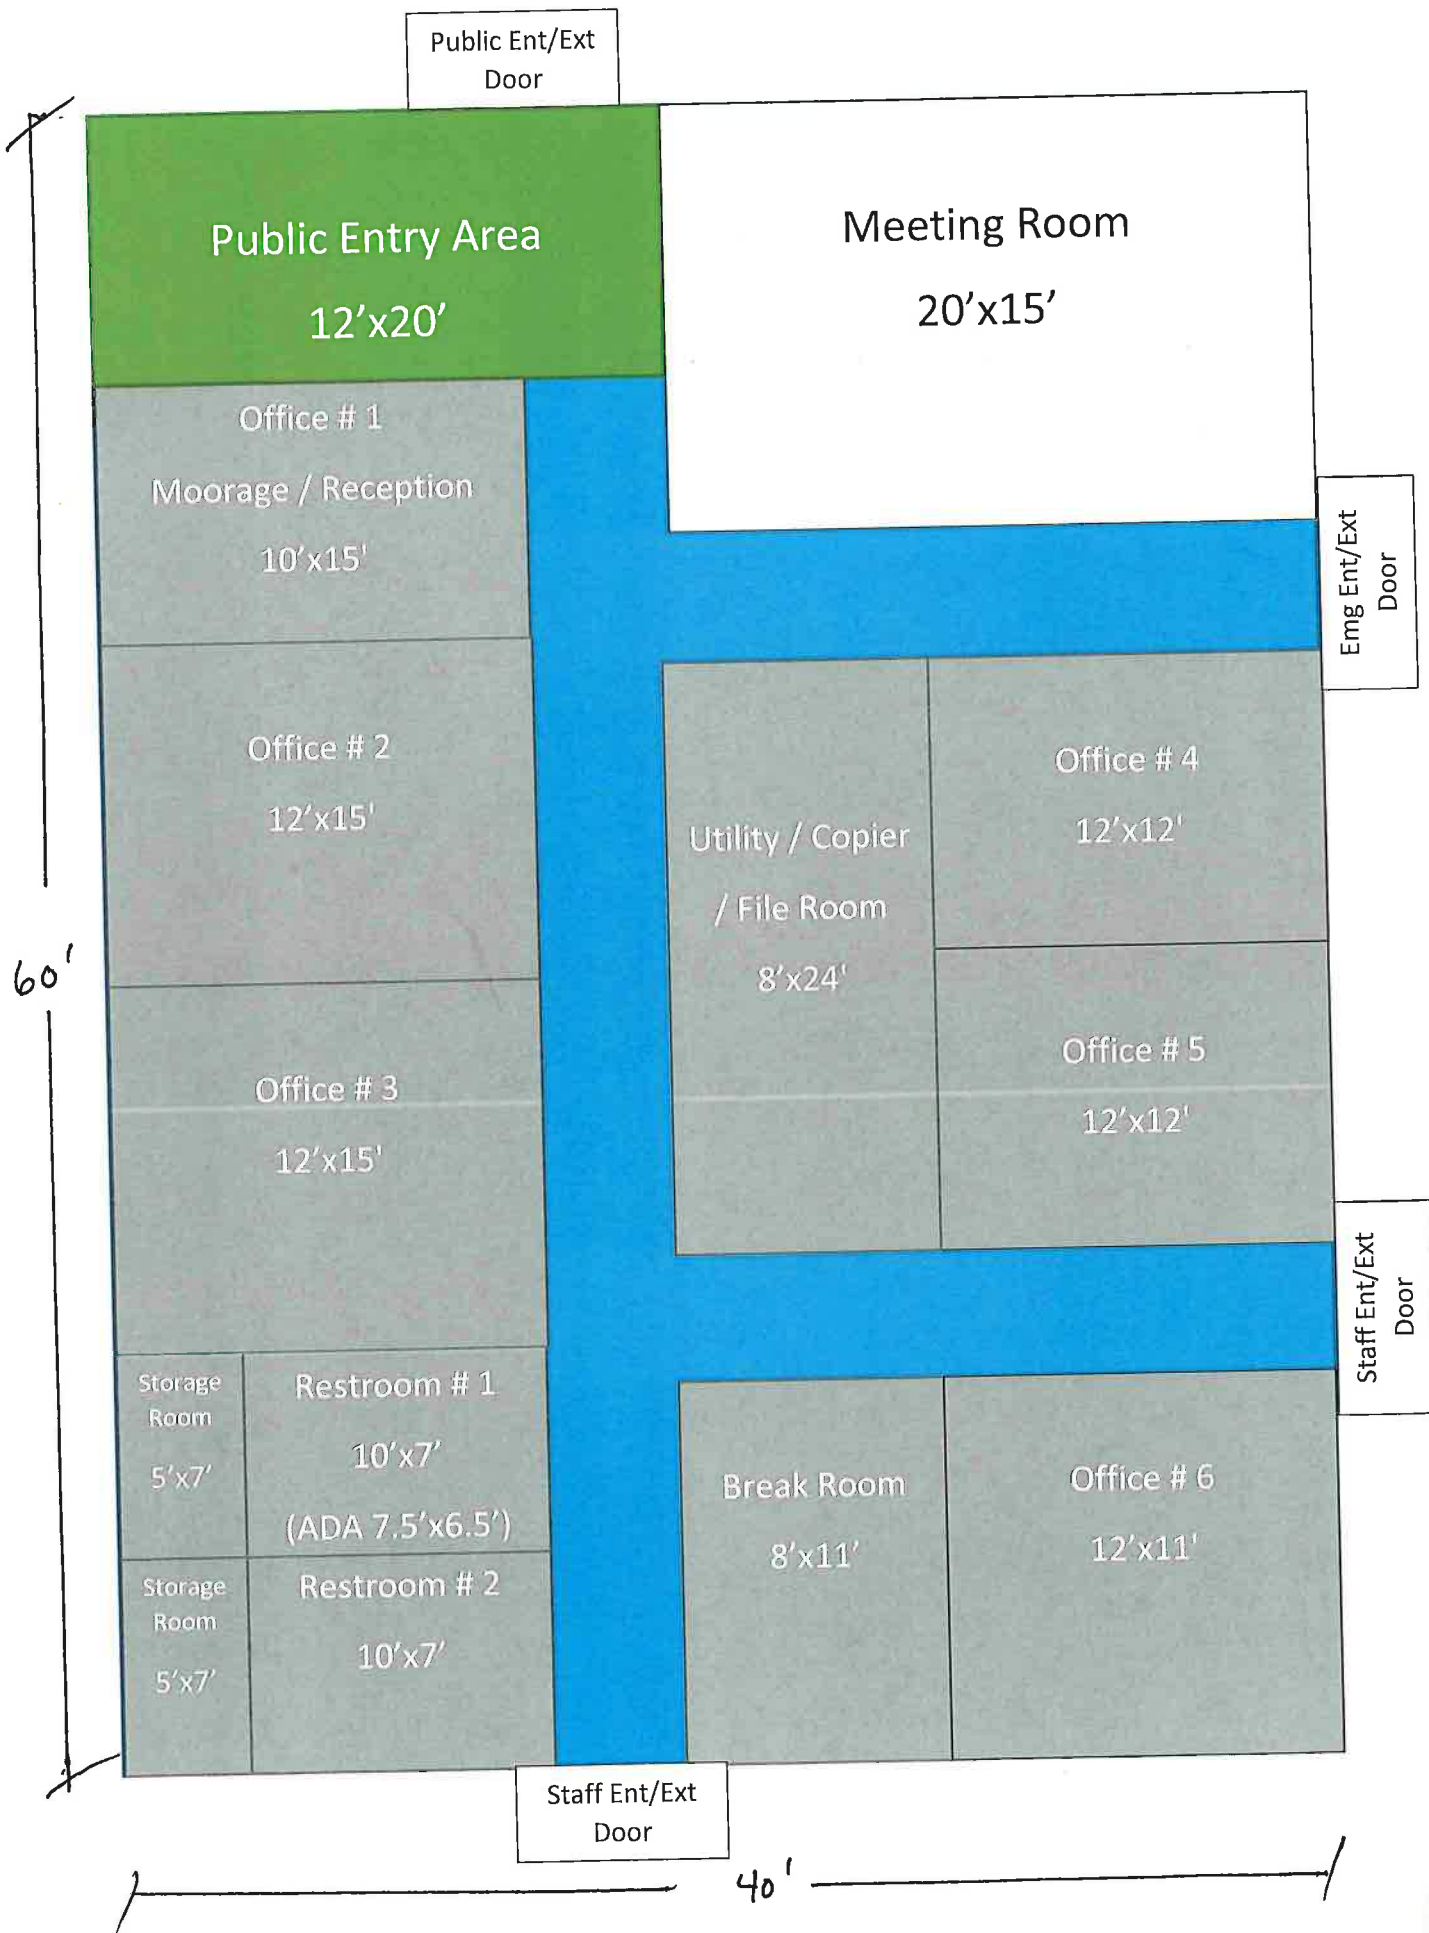 Public Ent/Ext
Door
Public Entry Area
12'x20'
Meeting Room
20'x15'
Office # 1
Moorage / Reception
10'x15'
Emg Ent/Ext
Door
Office # 2
12'x15'
Utility / Copier
/ File Room
8'x24'
Office # 4
12'x12'
60'
Office # 3
12'x15'
Office # 5
12'x12'
Staff Ent/Ext
Door
Storage
Room
5'x7'
Restroom # 1
10'x7'
(ADA 7.5'x6.5')
Break Room
8'x11'
Office # 6
12'x11'
Storage
Room
5'x7'
Restroom # 2
10'x7'
Staff Ent/Ext
Door
40'